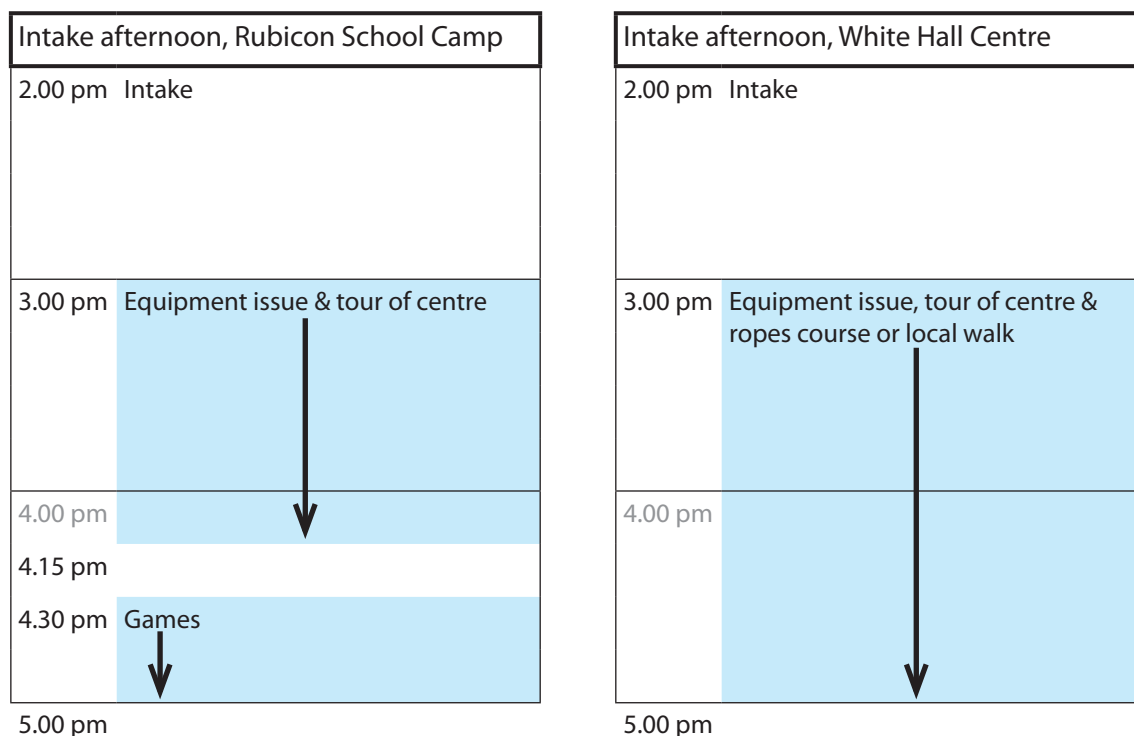 Intake afternoon, Rubicon School Camp
2.00 pm Intake
3.00 pm Equipment issue & tour of centre
4.00 pm
4.15 pm
4.30 pm Games
5.00 pm
Intake afternoon, White Hall Centre
2.00 pm Intake
3.00 pm Equipment issue, tour of centre &
ropes course or local walk
4.00 pm
5.00 pm